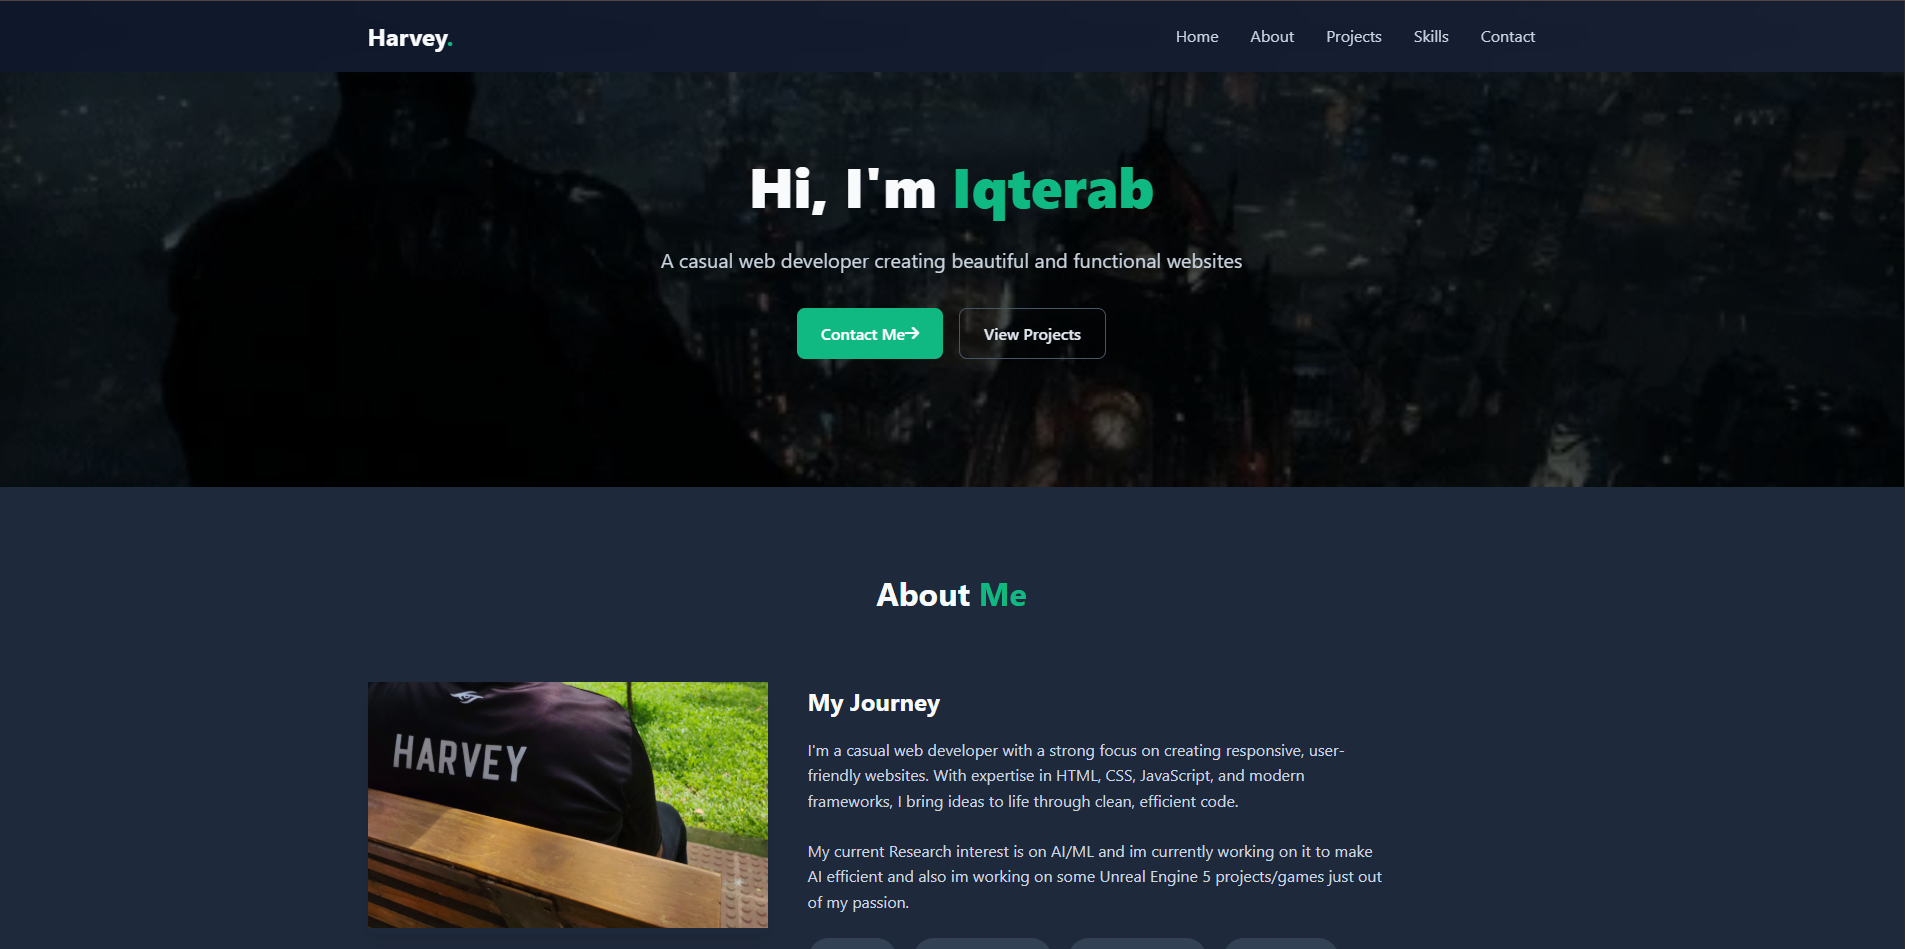 Harvey.
Home About Projects Skills Contact
Hi, I'm Iqterab
A casual web developer creating beautiful and functional websites
Contact Me→ View Projects
About Me
HARVEY
My Journey
I'm a casual web developer with a strong focus on creating responsive, user-
friendly websites. With expertise in HTML, CSS, JavaScript, and modern
frameworks, I bring ideas to life through clean, efficient code.
My current Research interest is on AI/ML and im currently working on it to make
AI efficient and also im working on some Unreal Engine 5 projects/games just out
of my passion.